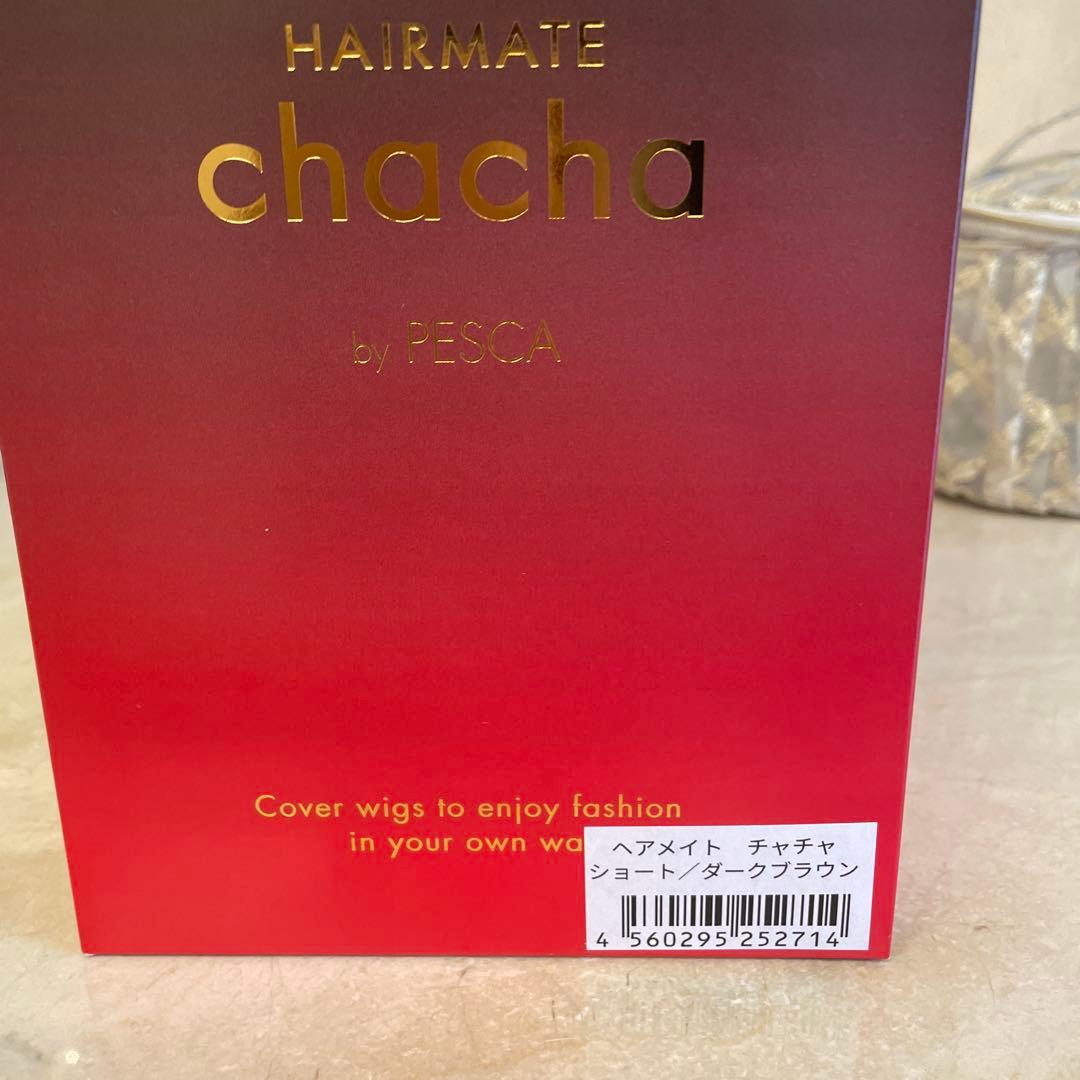 HAIRMATE
chacha
by PESCA
Cover wigs to enjoy fashion
in your own wa
ヘアメイト　チャチャ
ショート／ダークブラウン
4 560295 252714